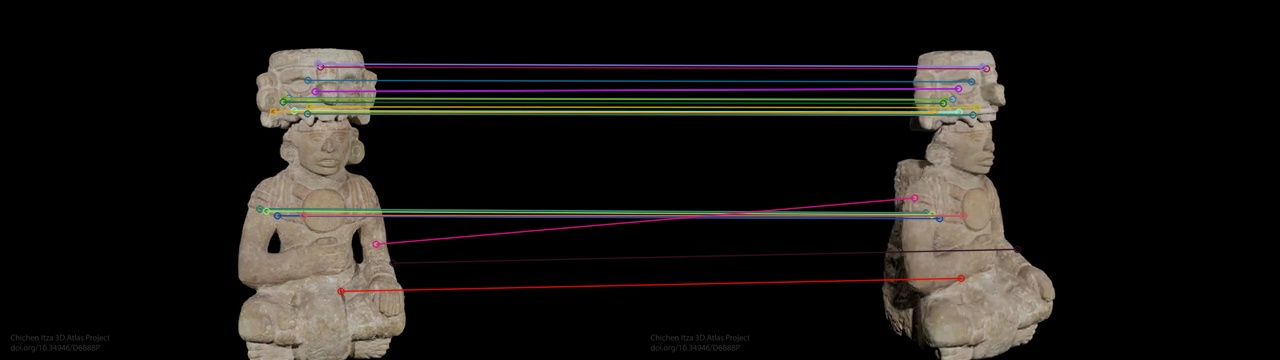 Chichen Itza 3D Atlas Project
doi.org/10.34946/D6B88P
Chichen Itza 3D Atlas Project
doi.org/10.34946/D6B88P